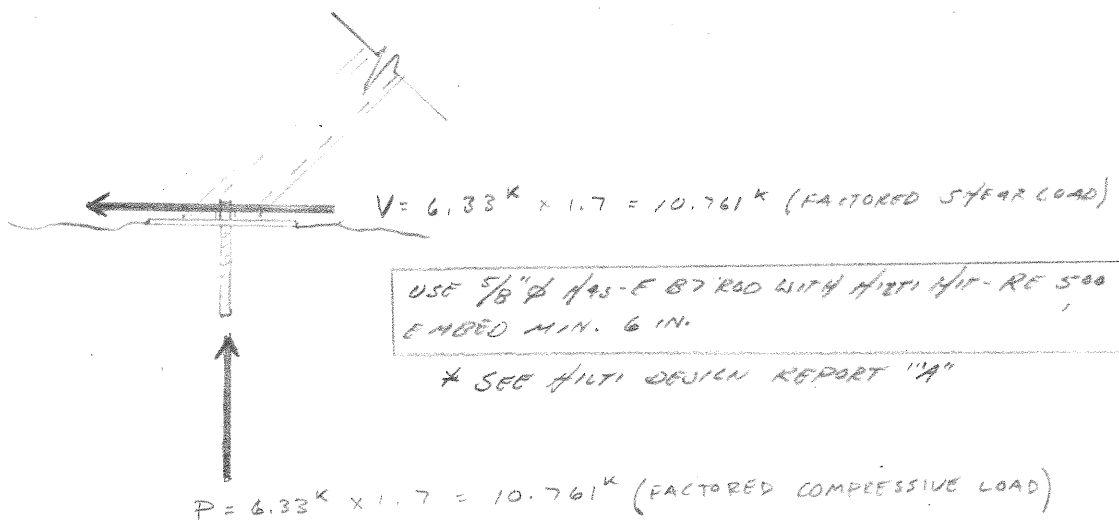 V = 6.33ᴷ × 1.7 = 10.761ᴷ (FACTORED SHEAR LOAD)
USE 5/8"Ø HAS-E B7 ROD WITH HILTI HIT-RE 500,
EMBED MIN. 6 IN.
* SEE HILTI DESIGN REPORT "A"
P = 6.33ᴷ × 1.7 = 10.761ᴷ (FACTORED COMPRESSIVE LOAD)